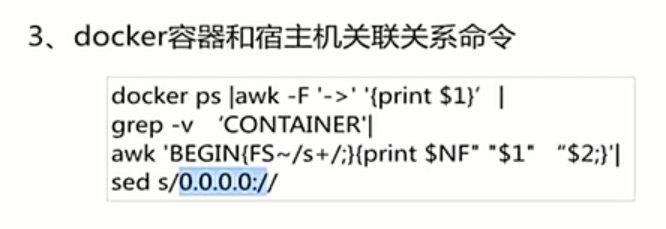 3、docker容器和宿主机关联关系命令
docker ps |awk -F '->' '{print $1}' |
grep -v ‘CONTAINER'|
awk 'BEGIN{FS~/s+/;}{print $NF" "$1" “$2;}'|
sed s/0.0.0.0://